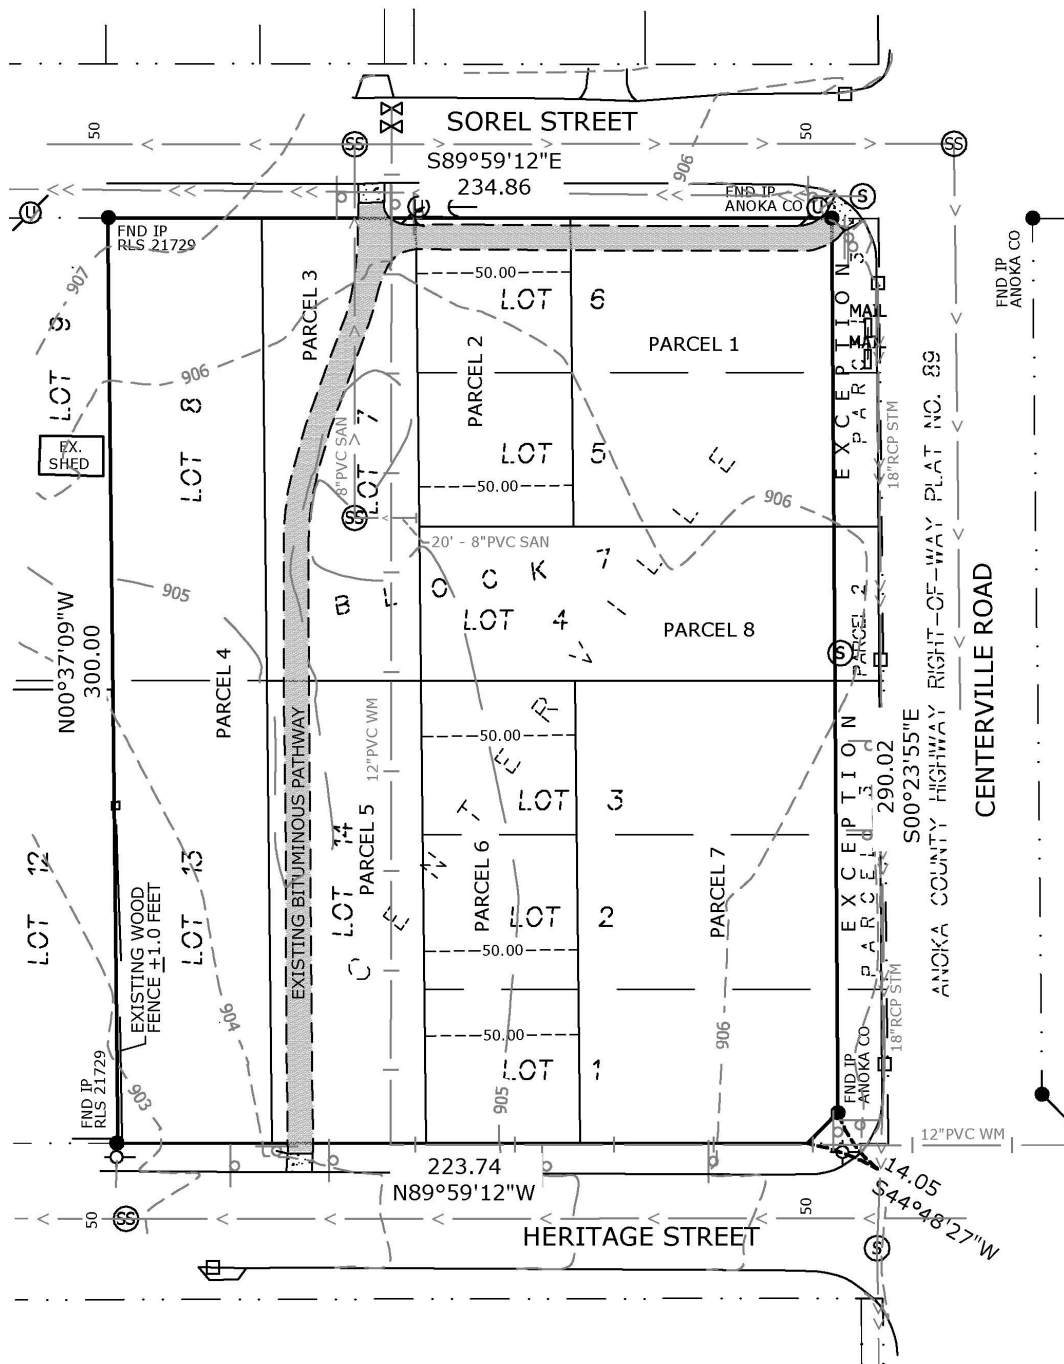 SOREL STREET
50
50
906
S89°59'12"E
234.86
FND IP
ANOKA CO
FND IP
RLS 21729
FND IP
ANOKA CO
SS
SS
S
U
U
U
907
LOT 9
906
LOT 8
EX.
SHED
PARCEL 3
8"PVC SAN
LOT 7
SS
50.00
LOT 6
PARCEL 2
PARCEL 1
LOT 5
50.00
906
EXCEPTION
PARCEL 3
MAIL
MAIL
18"RCP STM
ANOKA COUNTY HIGHWAY RIGHT-OF-WAY PLAT NO. 89
CENTERVILLE ROAD
20' - 8"PVC SAN
905
BLOCK 7
LOT 4
PARCEL 8
PARCEL 2
S
N00°37'09"W
300.00
PARCEL 4
EXISTING BITUMINOUS PATHWAY
12"PVC WM
CENTERVILLE
50.00
LOT 3
PARCEL 5
LOT 14
PARCEL 6
PARCEL 7
LOT 2
50.00
50.00
LOT 1
LOT 12
LOT 13
EXISTING WOOD
FENCE ±1.0 FEET
904
903
905
906
EXCEPTION
PARCEL 3
290.02
S00°23'55"E
18"RCP STM
FND IP
ANOKA CO
FND IP
RLS 21729
12"PVC WM
223.74
N89°59'12"W
14.05
S44°48'27"W
50
SS
50
HERITAGE STREET
S